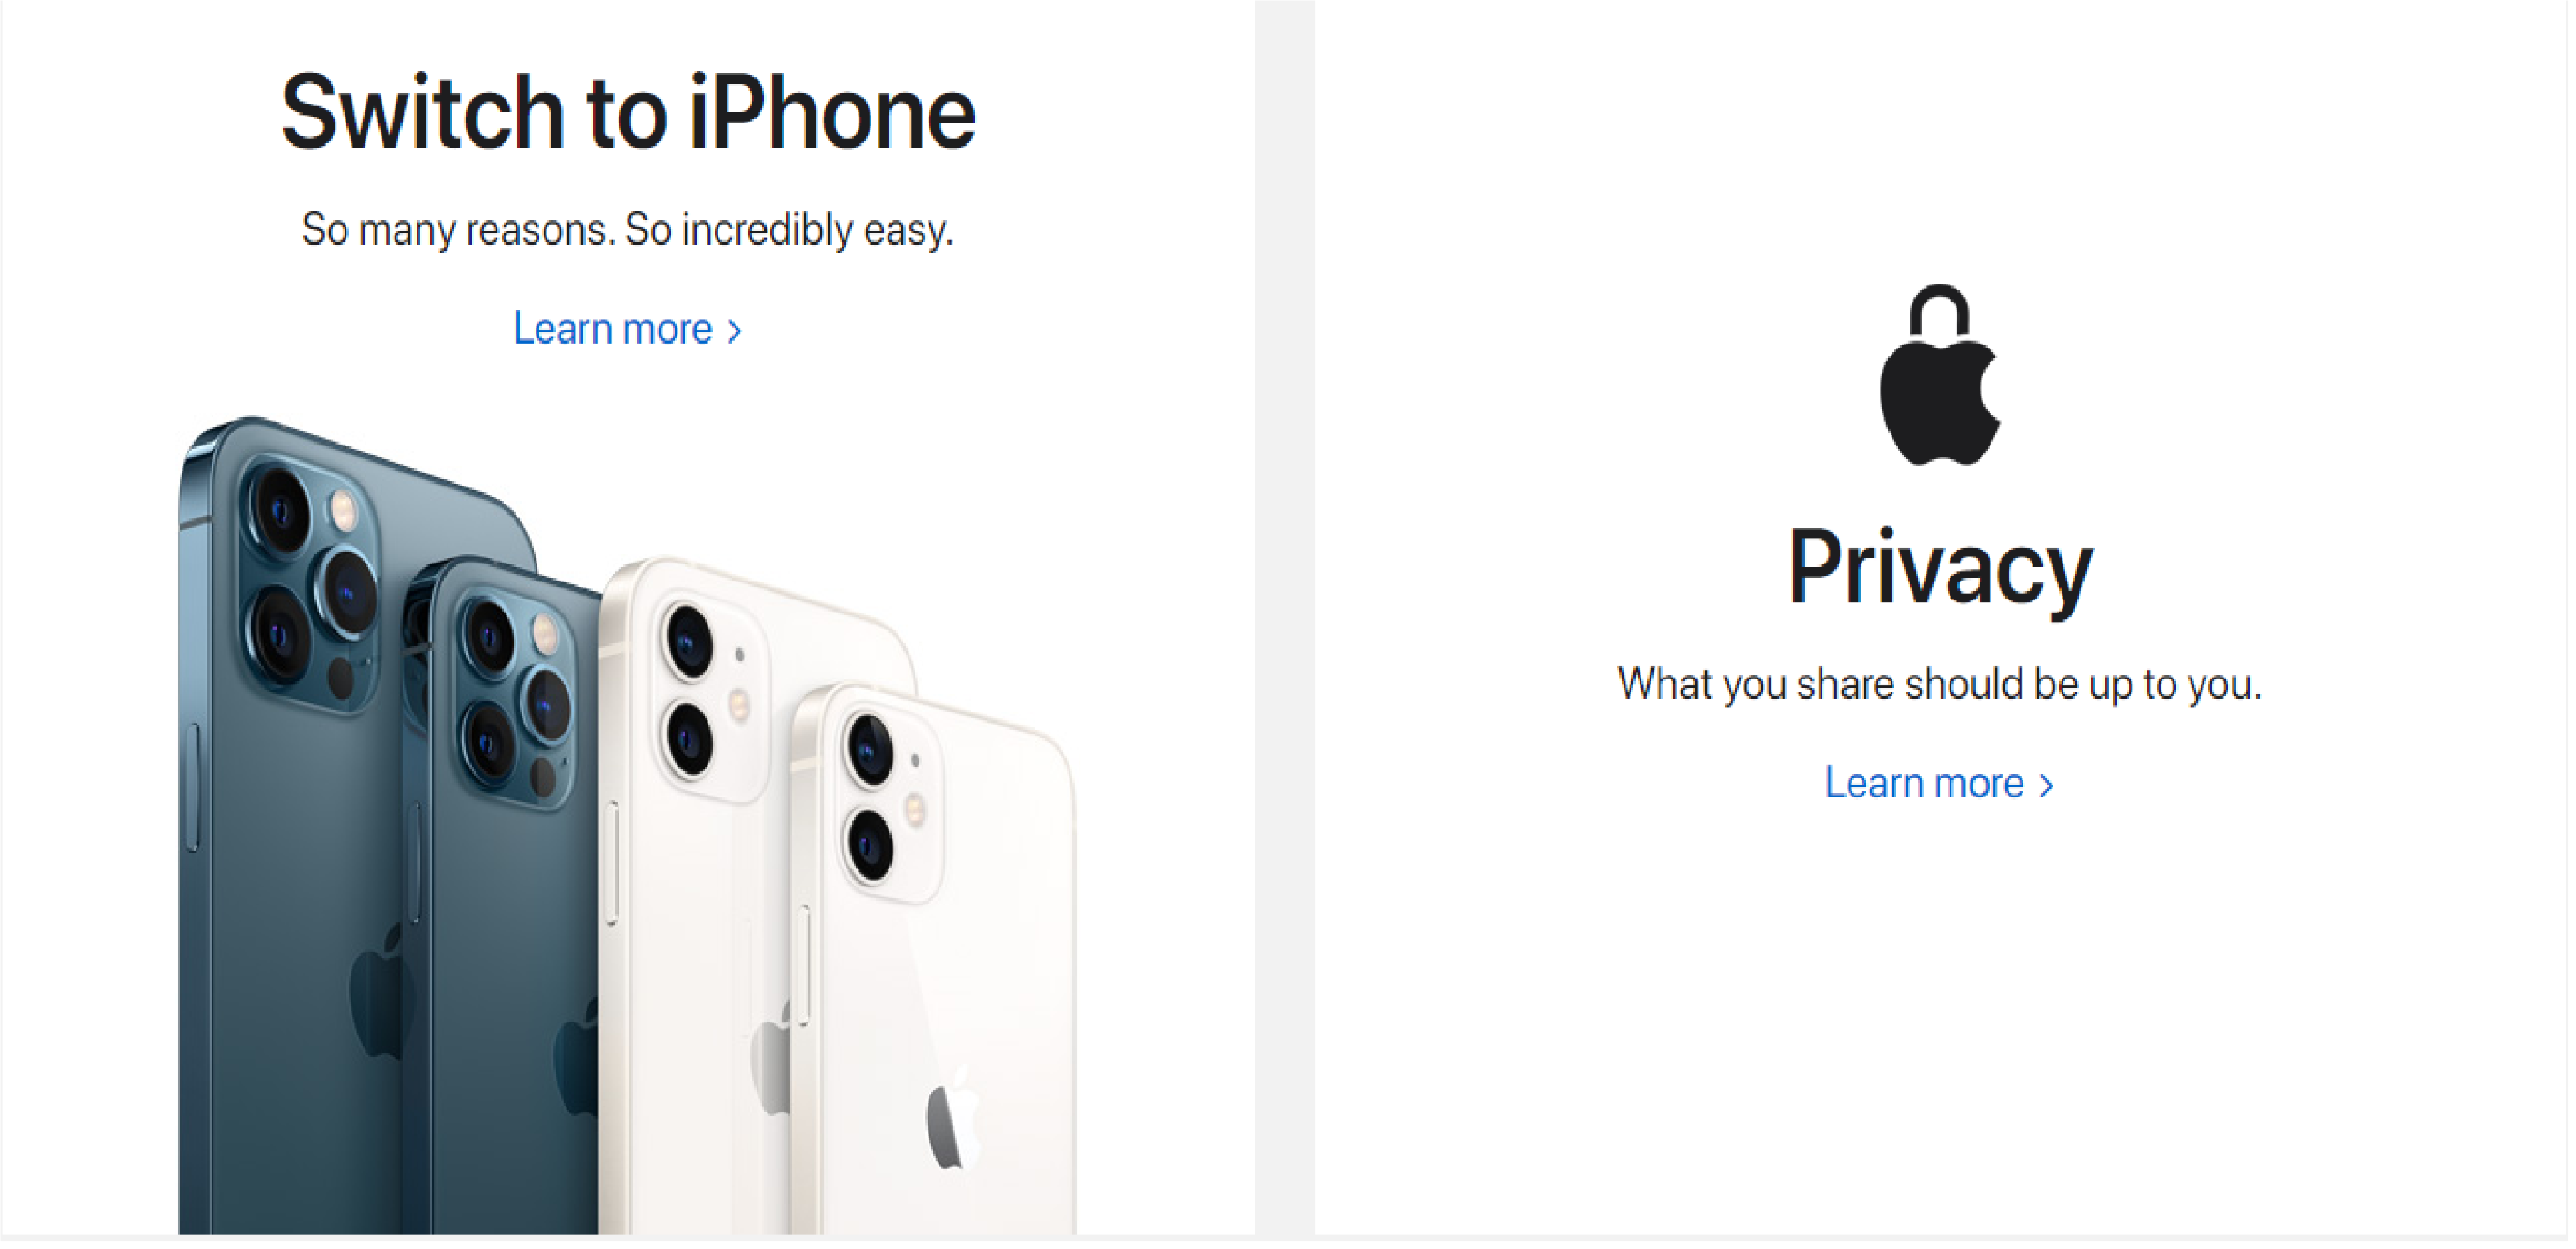 Switch to iPhone
So many reasons. So incredibly easy.
Learn more >
Privacy
What you share should be up to you.
Learn more >